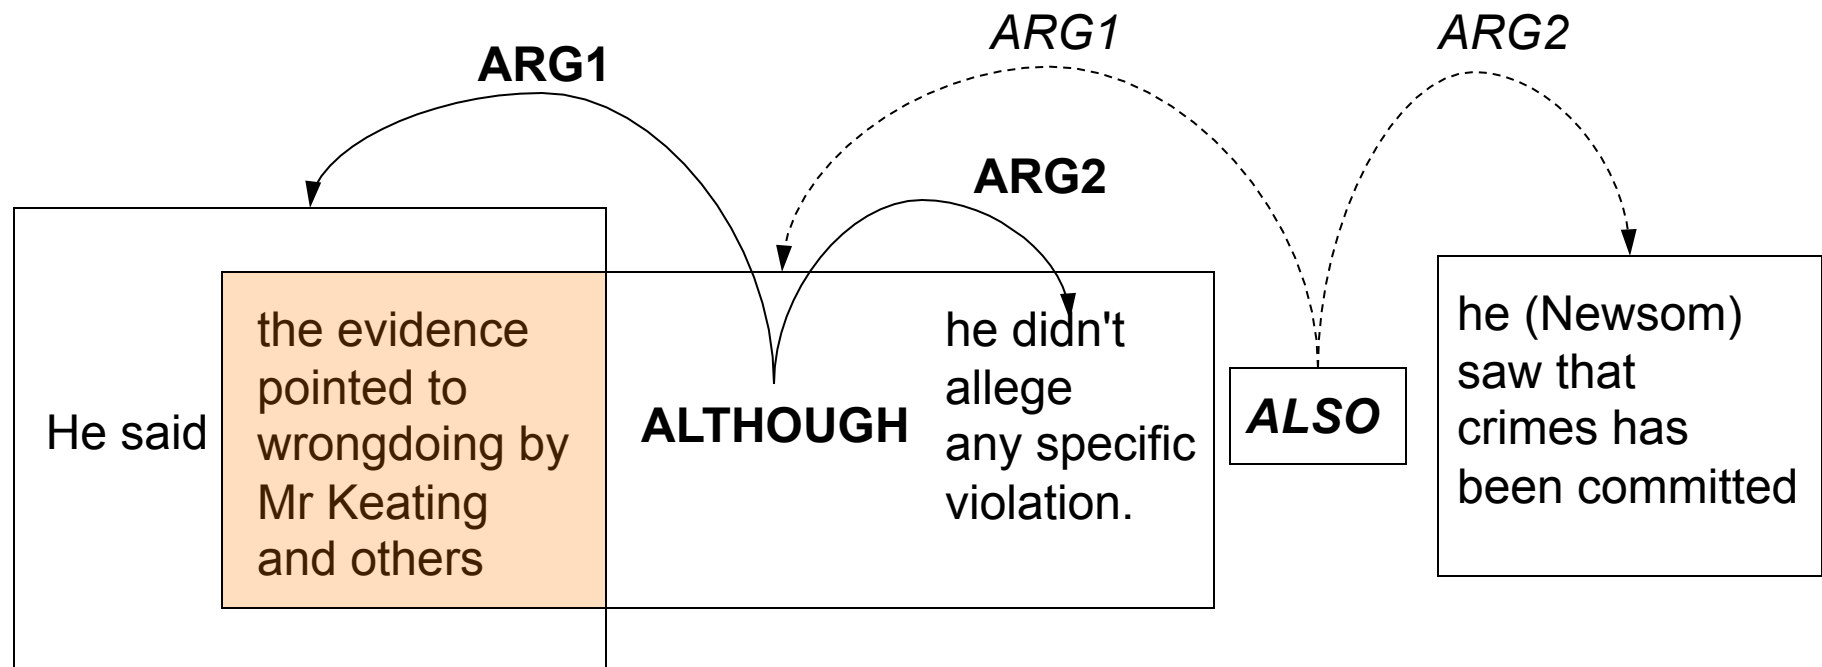 ARG1
ARG2
ARG1
ARG2
He said
the evidence
pointed to
wrongdoing by
Mr Keating
and others
ALTHOUGH
he didn't
allege
any specific
violation.
ALSO
he (Newsom)
saw that
crimes has
been committed